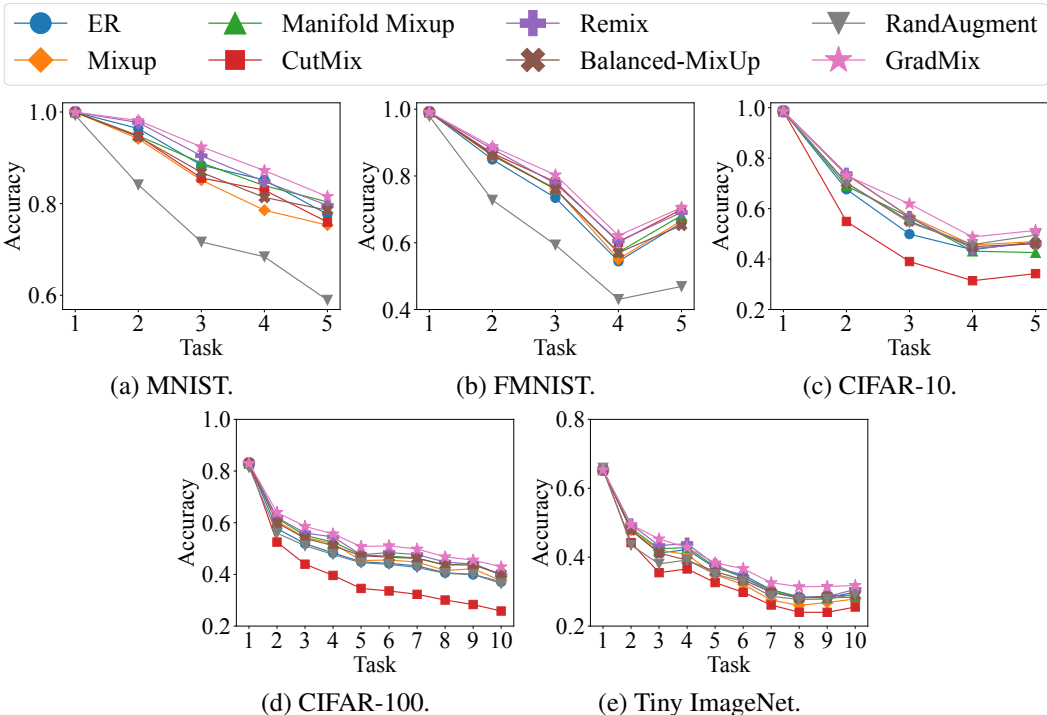 ER Manifold Mixup Remix RandAugment
Mixup CutMix Balanced-MixUp GradMix
1.0
0.8
0.6
Accuracy
1 2 3 4 5
Task
(a) MNIST.
1.0
0.8
0.6
0.4
Accuracy
1 2 3 4 5
Task
(b) FMNIST.
1.0
0.8
0.6
0.4
0.2
Accuracy
1 2 3 4 5
Task
(c) CIFAR-10.
1.0
0.8
0.6
0.4
0.2
Accuracy
1 2 3 4 5 6 7 8 9 10
Task
(d) CIFAR-100.
0.8
0.6
0.4
0.2
Accuracy
1 2 3 4 5 6 7 8 9 10
Task
(e) Tiny ImageNet.